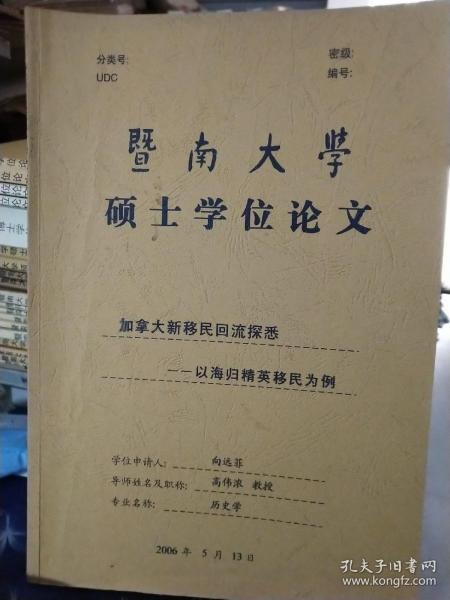 分类号:
密级:
UDC
编号:
暨南大学
硕士学位论文
加拿大新移民回流探悉
——以海归精英移民为例
学位申请人: 向远菲
导师姓名及职称: 高伟浓 教授
专业名称: 历史学
2006 年 5 月 13 日
孔夫子旧书网
www.kongfz.com